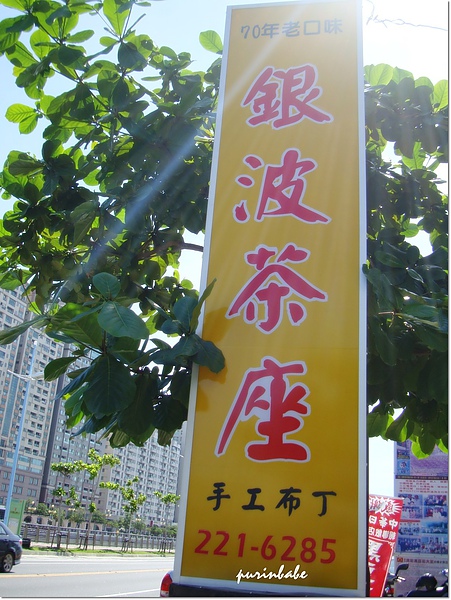 70年老口味
銀波茶座
手工布丁
221-6285
purinbabe